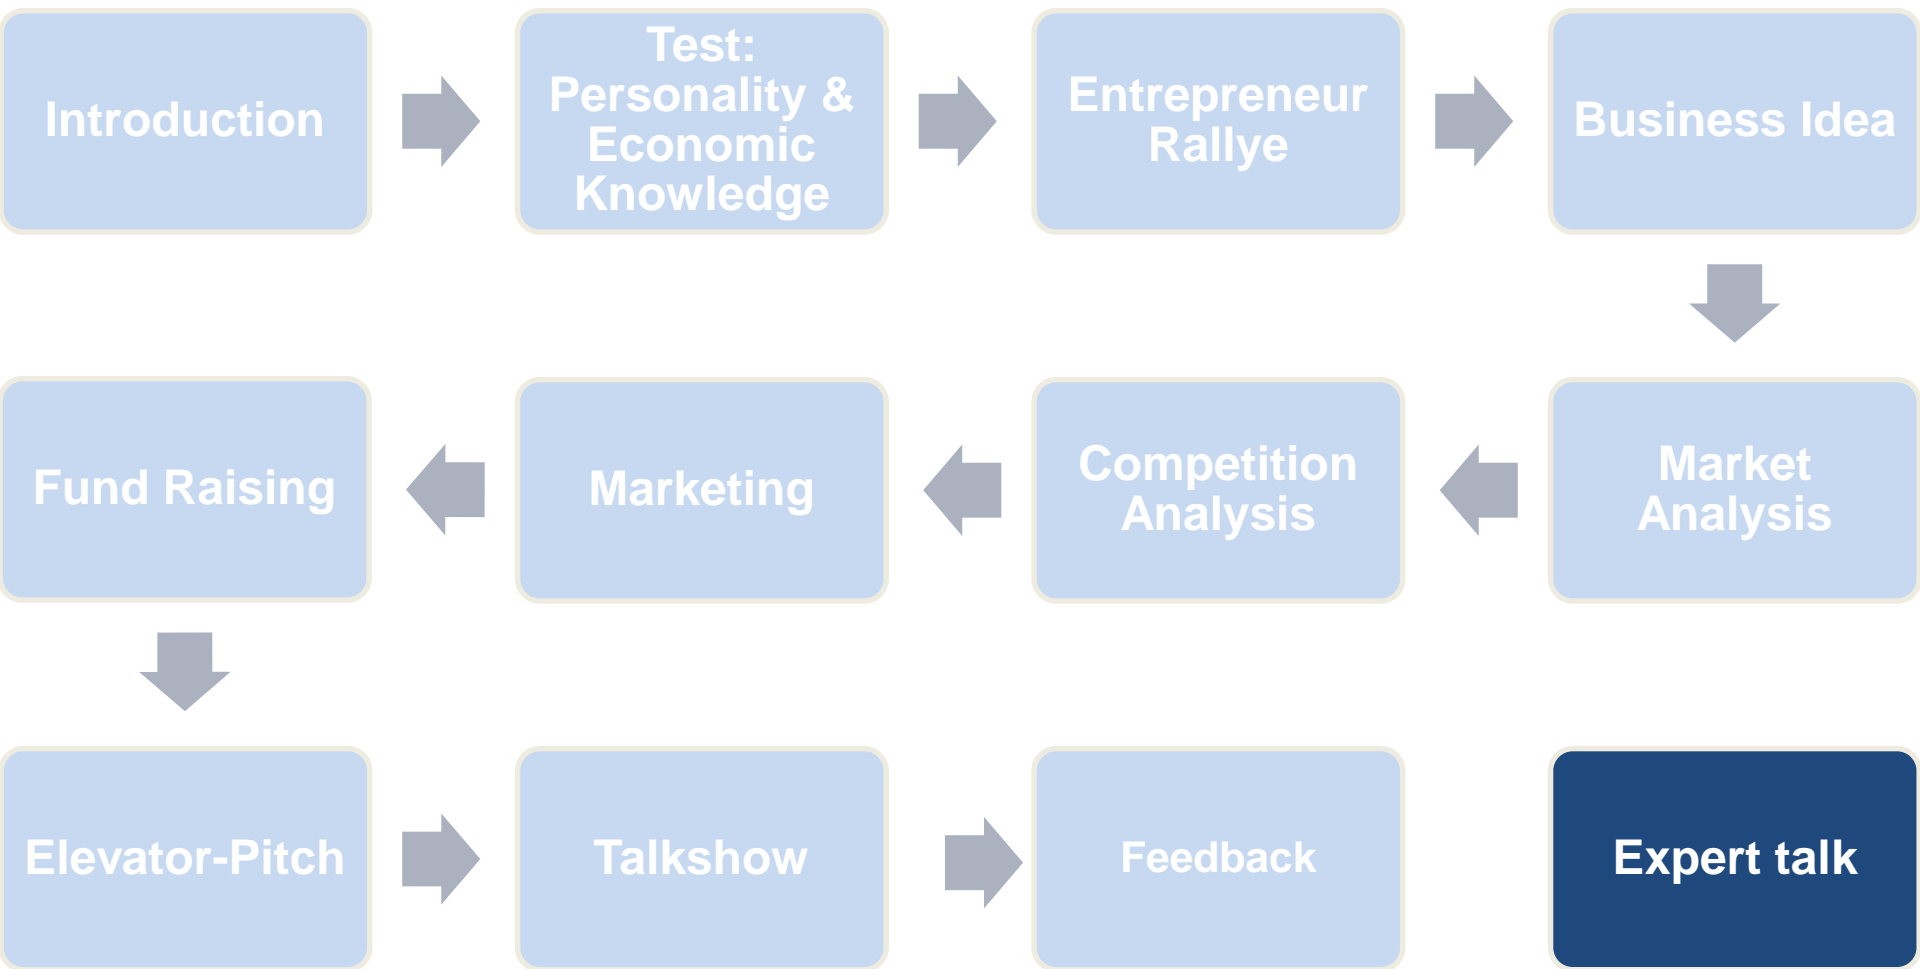 Introduction
Test:
Personality &
Economic
Knowledge
Entrepreneur
Rallye
Business Idea
Fund Raising
Marketing
Competition
Analysis
Market
Analysis
Elevator-Pitch
Talkshow
Feedback
Expert talk